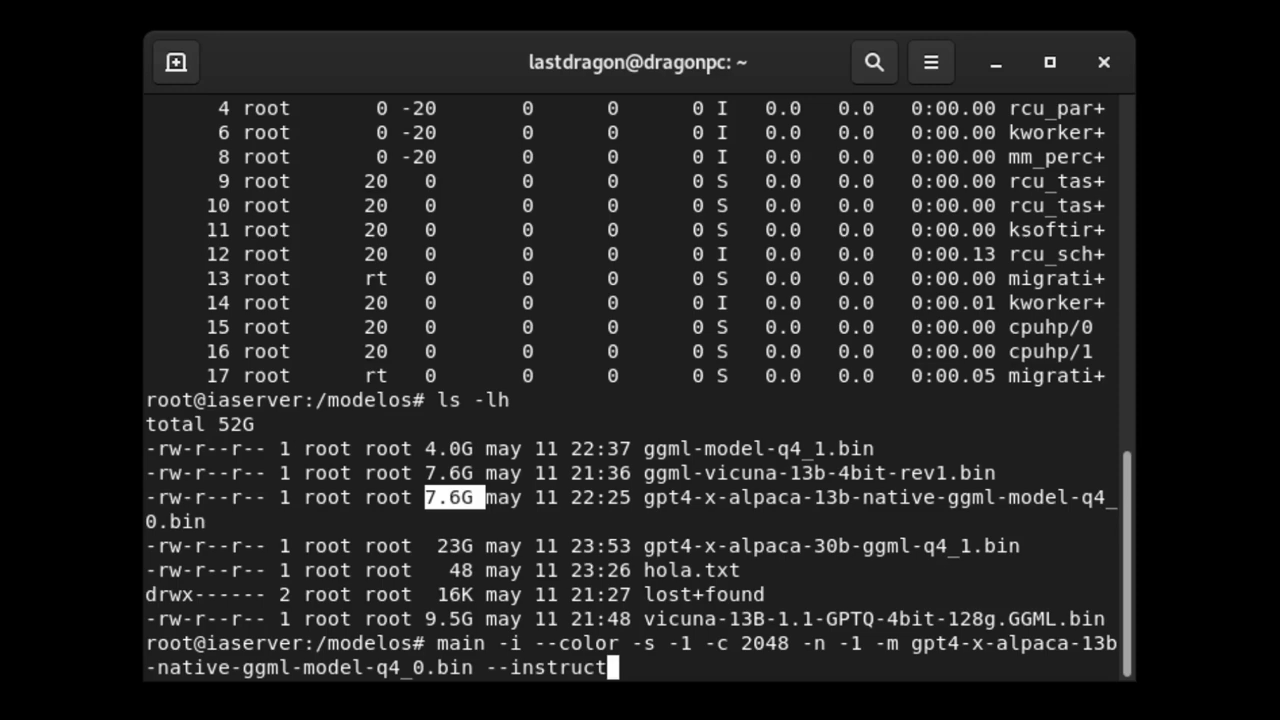 lastdragon@dragonpc: ~
4 root 0 -20 0 0 0 I 0.0 0.0 0:00.00 rcu_par+
6 root 0 -20 0 0 0 I 0.0 0.0 0:00.00 kworker+
8 root 0 -20 0 0 0 I 0.0 0.0 0:00.00 mm_perc+
9 root 20 0 0 0 0 S 0.0 0.0 0:00.00 rcu_tas+
10 root 20 0 0 0 0 S 0.0 0.0 0:00.00 rcu_tas+
11 root 20 0 0 0 0 S 0.0 0.0 0:00.00 ksoftir+
12 root 20 0 0 0 0 I 0.0 0.0 0:00.13 rcu_sch+
13 root rt 0 0 0 0 S 0.0 0.0 0:00.00 migrati+
14 root 20 0 0 0 0 I 0.0 0.0 0:00.01 kworker+
15 root 20 0 0 0 0 S 0.0 0.0 0:00.00 cpuhp/0
16 root 20 0 0 0 0 S 0.0 0.0 0:00.00 cpuhp/1
17 root rt 0 0 0 0 S 0.0 0.0 0:00.05 migrati+
root@iaserver:/modelos# ls -lh
total 52G
-rw-r--r-- 1 root root 4.0G may 11 22:37 ggml-model-q4_1.bin
-rw-r--r-- 1 root root 7.6G may 11 21:36 ggml-vicuna-13b-4bit-rev1.bin
-rw-r--r-- 1 root root 7.6G may 11 22:25 gpt4-x-alpaca-13b-native-ggml-model-q4_
0.bin
-rw-r--r-- 1 root root 23G may 11 23:53 gpt4-x-alpaca-30b-ggml-q4_1.bin
-rw-r--r-- 1 root root 48 may 11 23:26 hola.txt
drwx------ 2 root root 16K may 11 21:27 lost+found
-rw-r--r-- 1 root root 9.5G may 11 21:48 vicuna-13B-1.1-GPTQ-4bit-128g.GGML.bin
root@iaserver:/modelos# main -i --color -s -1 -c 2048 -n -1 -m gpt4-x-alpaca-13b
-native-ggml-model-q4_0.bin --instruct